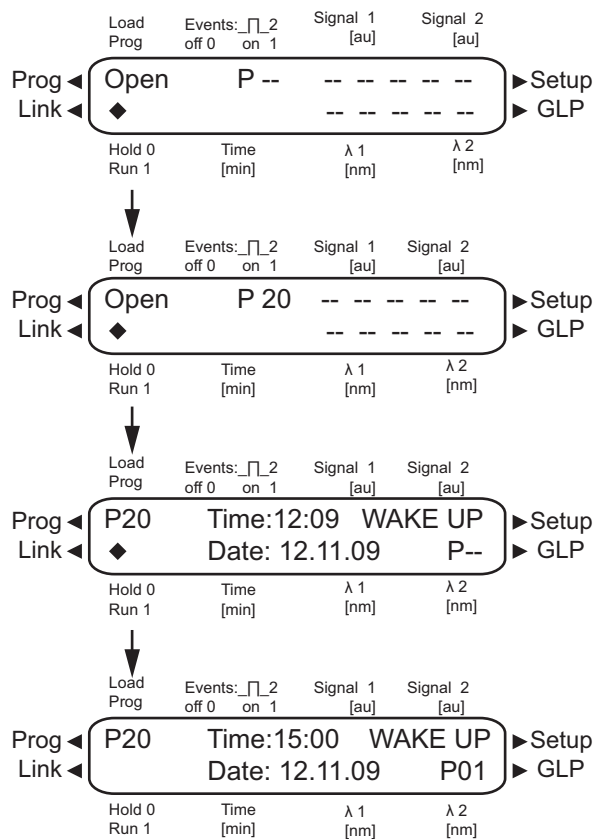 Load Events:_∏_2 Signal 1 Signal 2
Prog off 0 on 1 [au] [au]
Prog ◄ Open P -- -- -- -- -- -- ► Setup
Link ◄ ◆ -- -- -- -- -- ► GLP
Hold 0 Time λ 1 λ 2
Run 1 [min] [nm] [nm]
Load Events:_∏_2 Signal 1 Signal 2
Prog off 0 on 1 [au] [au]
Prog ◄ Open P 20 -- -- -- -- -- ► Setup
Link ◄ ◆ -- -- -- -- -- ► GLP
Hold 0 Time λ 1 λ 2
Run 1 [min] [nm] [nm]
Load Events:_∏_2 Signal 1 Signal 2
Prog off 0 on 1 [au] [au]
Prog ◄ P20 Time:12:09 WAKE UP ► Setup
Link ◄ ◆ Date: 12.11.09 P-- ► GLP
Hold 0 Time λ 1 λ 2
Run 1 [min] [nm] [nm]
Load Events:_∏_2 Signal 1 Signal 2
Prog off 0 on 1 [au] [au]
Prog ◄ P20 Time:15:00 WAKE UP ► Setup
Link ◄ Date: 12.11.09 P01 ► GLP
Hold 0 Time λ 1 λ 2
Run 1 [min] [nm] [nm]